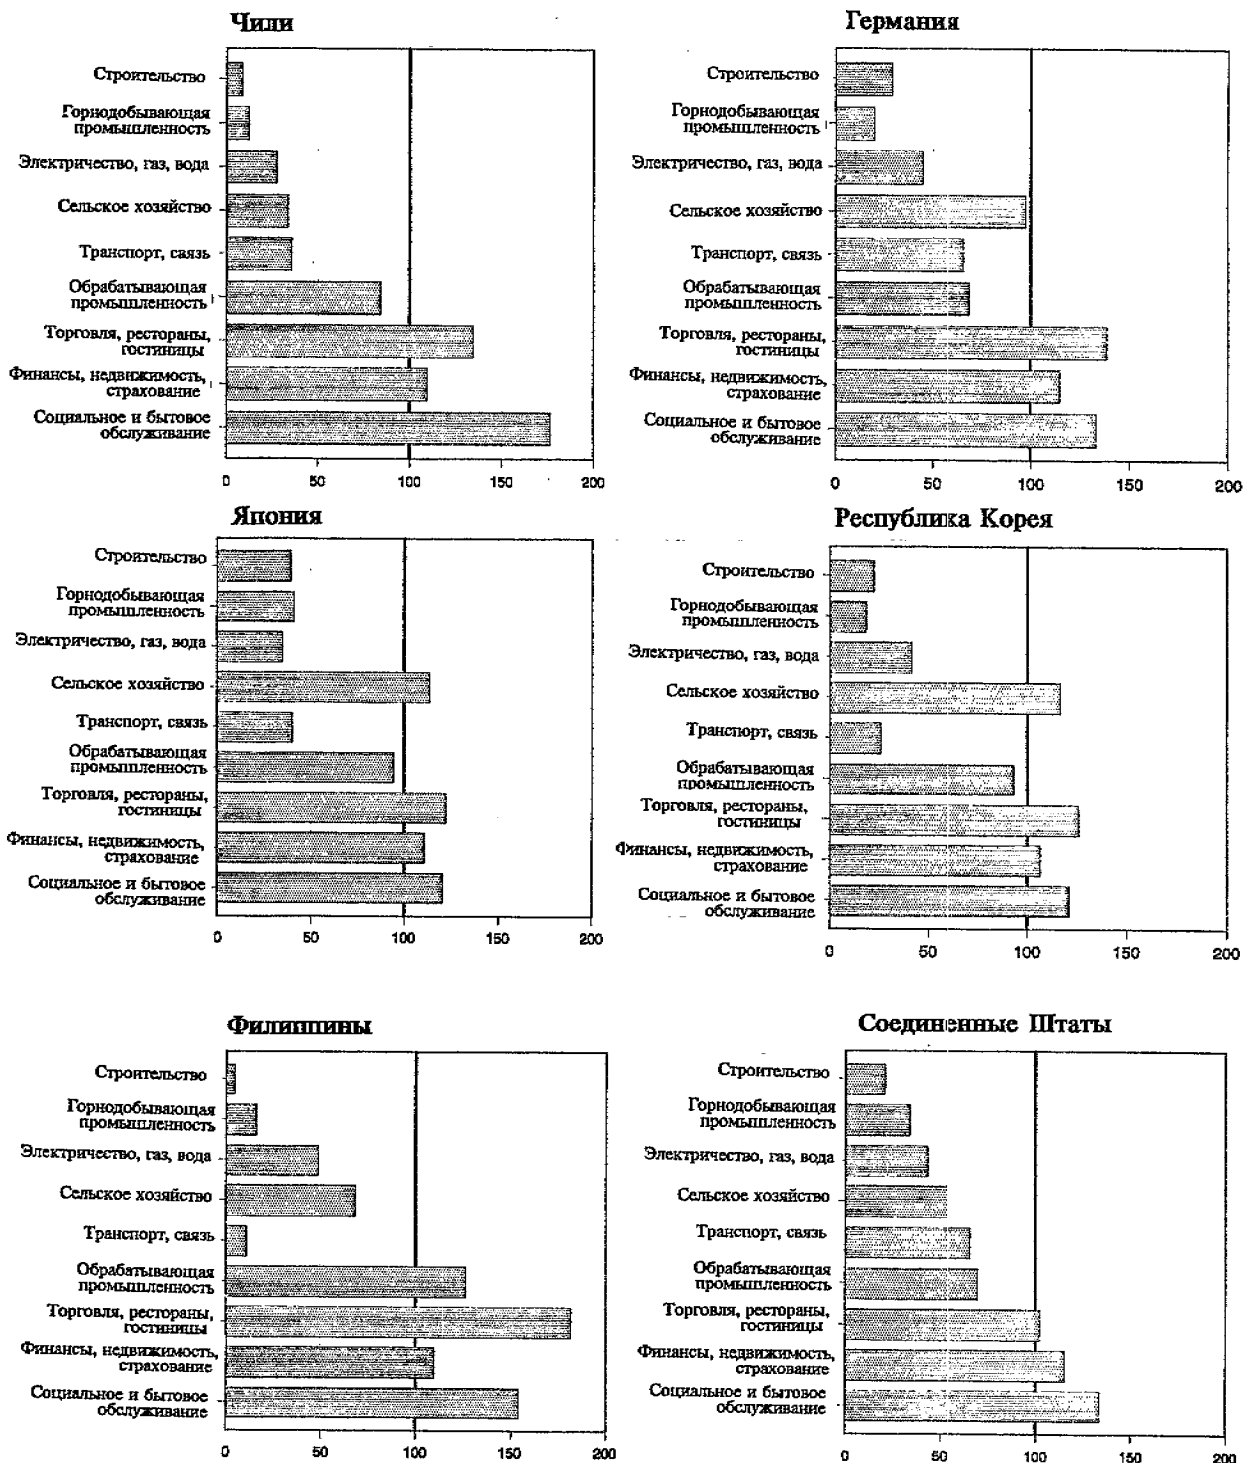 Чили
Строительство
Горнодобывающая
промышленность
Электричество, газ, вода
Сельское хозяйство
Транспорт, связь
Обрабатывающая
промышленность
Торговля, рестораны,
гостиницы
Финансы, недвижимость,
страхование
Социальное и бытовое
обслуживание
0 50 100 150 200
Германия
Строительство
Горнодобывающая
промышленность
Электричество, газ, вода
Сельское хозяйство
Транспорт, связь
Обрабатывающая
промышленность
Торговля, рестораны,
гостиницы
Финансы, недвижимость,
страхование
Социальное и бытовое
обслуживание
0 50 100 150 200
Япония
Строительство
Горнодобывающая
промышленность
Электричество, газ, вода
Сельское хозяйство
Транспорт, связь
Обрабатывающая
промышленность
Торговля, рестораны,
гостиницы
Финансы, недвижимость,
страхование
Социальное и бытовое
обслуживание
0 50 100 150 200
Республика Корея
Строительство
Горнодобывающая
промышленность
Электричество, газ, вода
Сельское хозяйство
Транспорт, связь
Обрабатывающая
промышленность
Торговля, рестораны,
гостиницы
Финансы, недвижимость,
страхование
Социальное и бытовое
обслуживание
0 50 100 150 200
Филиппины
Строительство
Горнодобывающая
промышленность
Электричество, газ, вода
Сельское хозяйство
Транспорт, связь
Обрабатывающая
промышленность
Торговля, рестораны,
гостиницы
Финансы, недвижимость,
страхование
Социальное и бытовое
обслуживание
0 50 100 150 200
Соединенные Штаты
Строительство
Горнодобывающая
промышленность
Электричество, газ, вода
Сельское хозяйство
Транспорт, связь
Обрабатывающая
промышленность
Торговля, рестораны,
гостиницы
Финансы, недвижимость,
страхование
Социальное и бытовое
обслуживание
0 50 100 150 200